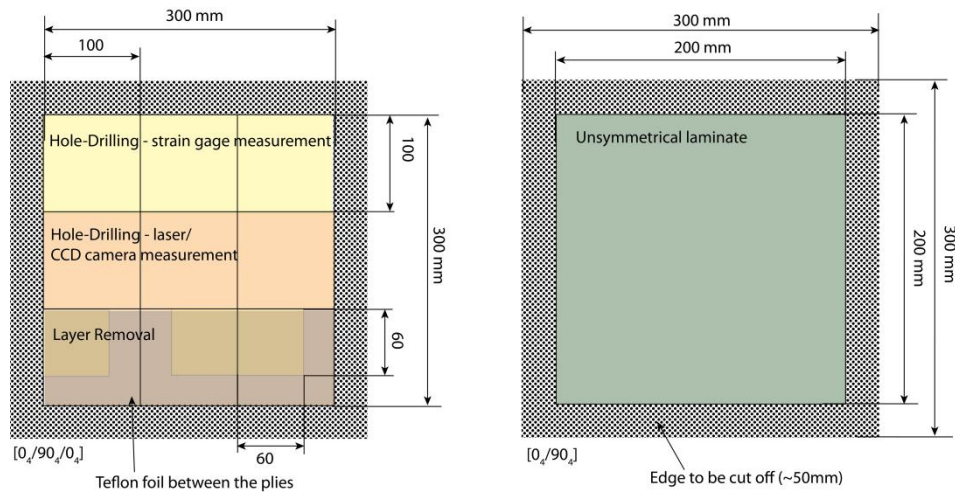 300 mm
100
Hole-Drilling - strain gage measurement
100
Hole-Drilling - laser/
CCD camera measurement
300 mm
Layer Removal
60
60
[0₄/90₄/0₄]
Teflon foil between the plies
300 mm
200 mm
Unsymmetrical laminate
200 mm
300 mm
[0₄/90₄]
Edge to be cut off (~50mm)